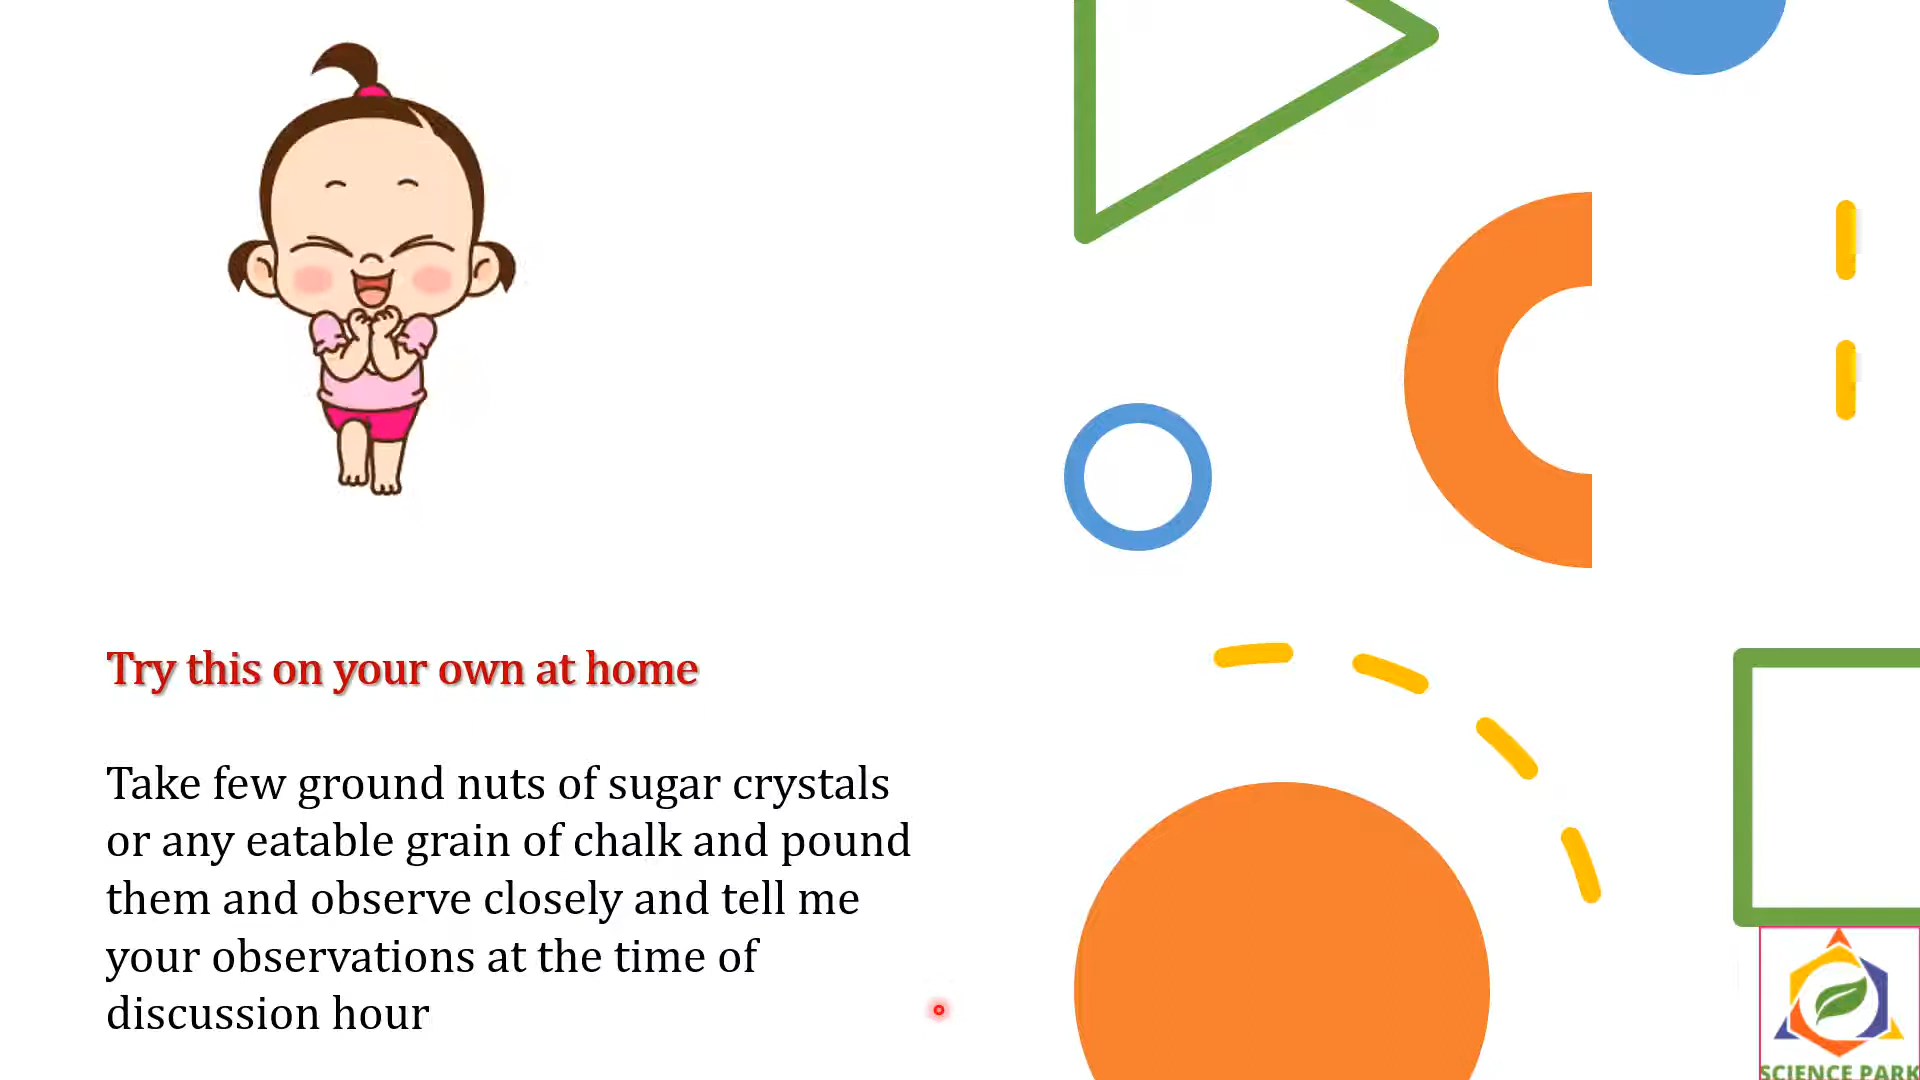 Try this on your own at home
Take few ground nuts of sugar crystals
or any eatable grain of chalk and pound
them and observe closely and tell me
your observations at the time of
discussion hour
SCIENCE PARK